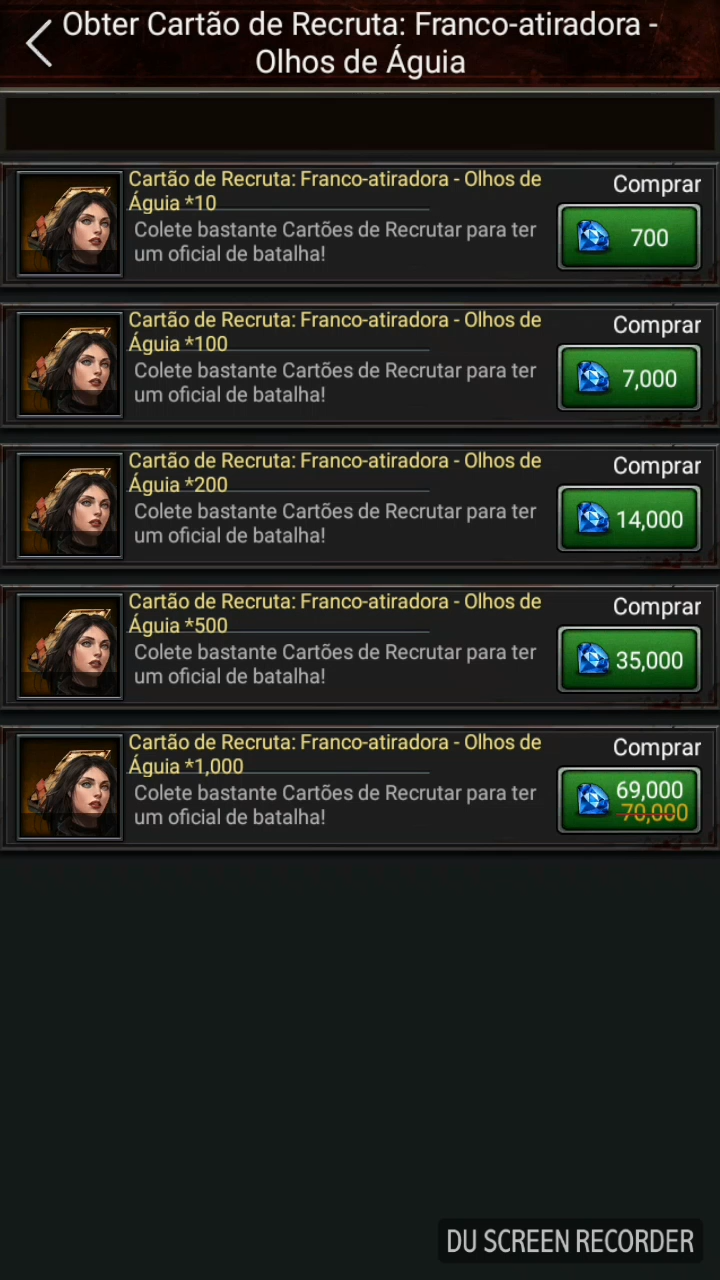 Obter Cartão de Recruta: Franco-atiradora -
Olhos de Águia
Cartão de Recruta: Franco-atiradora - Olhos de
Águia *10
Colete bastante Cartões de Recrutar para ter
um oficial de batalha!
Comprar
700
Cartão de Recruta: Franco-atiradora - Olhos de
Águia *100
Colete bastante Cartões de Recrutar para ter
um oficial de batalha!
Comprar
7,000
Cartão de Recruta: Franco-atiradora - Olhos de
Águia *200
Colete bastante Cartões de Recrutar para ter
um oficial de batalha!
Comprar
14,000
Cartão de Recruta: Franco-atiradora - Olhos de
Águia *500
Colete bastante Cartões de Recrutar para ter
um oficial de batalha!
Comprar
35,000
Cartão de Recruta: Franco-atiradora - Olhos de
Águia *1,000
Colete bastante Cartões de Recrutar para ter
um oficial de batalha!
Comprar
69,000
70,000
DU SCREEN RECORDER